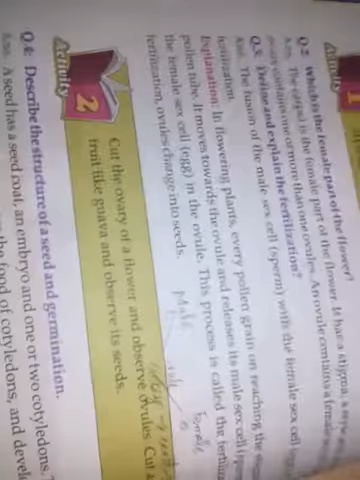 Activity 1
Q.2: Which is the female part of the flower?
Ans. The carpel is the female part of the flower. It has a stigma, a style
ovary contains one or more than one ovules. An ovule contains a female
Q.3: Define and explain the fertilization?
Ans. The fusion of the male sex cell (sperm) with the female sex cell
fertilization.
Explanation: In flowering plants, every pollen grain on reaching the
pollen tube. It moves towards the ovule and releases its male sex cell
the female sex cell (egg) in the ovule. This process is called the
fertilization, ovules change into seeds.
male
female
Activity 2
Cut the ovary of a flower and observe ovules. Cut a
fruit like guava and observe its seeds.
Q.4: Describe the structure of a seed and germination.
Ans. A seed has a seed coat, an embryo and one or two cotyledons.
the food of cotyledons, and